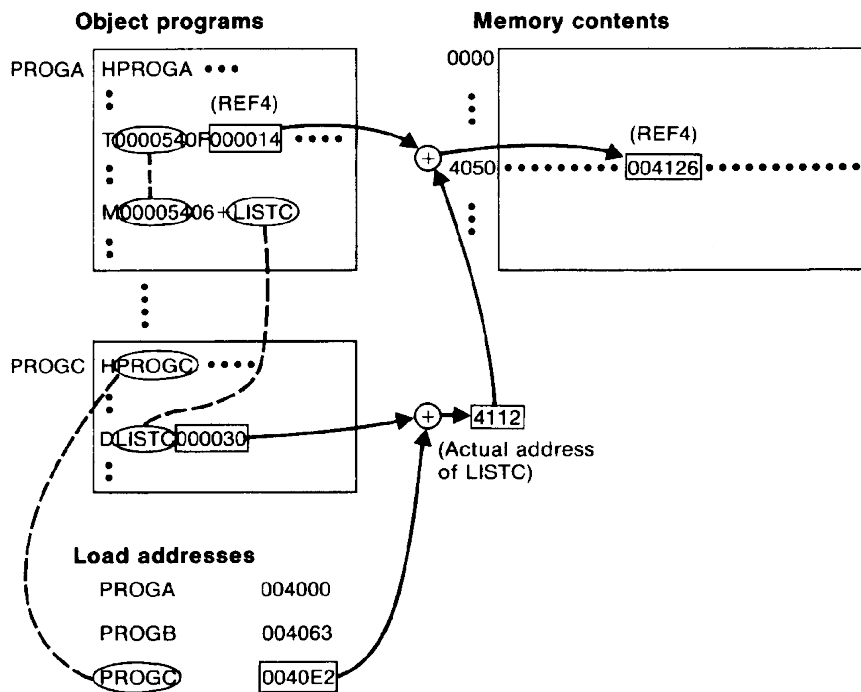 Object programs
PROGA
HPROGA
(REF4)
T0000540F000014
M00005406+LISTC
PROGC
HPROGC
DLISTC000030
Load addresses
PROGA 004000
PROGB 004063
PROGC 0040E2
+
4112
(Actual address
of LISTC)
+
Memory contents
0000
(REF4)
4050
004126